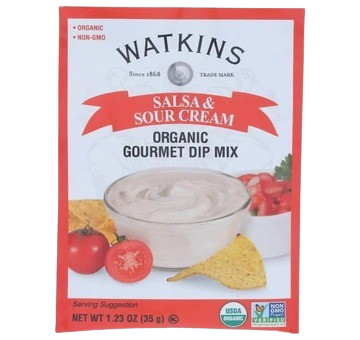 • ORGANIC
• NON-GMO
WATKINS
Since 1868 TRADE MARK
SALSA &
SOUR CREAM
ORGANIC
GOURMET DIP MIX
Serving Suggestion
NET WT 1.23 OZ (35 g) K
USDA
ORGANIC
NON
GMO
Project
VERIFIED